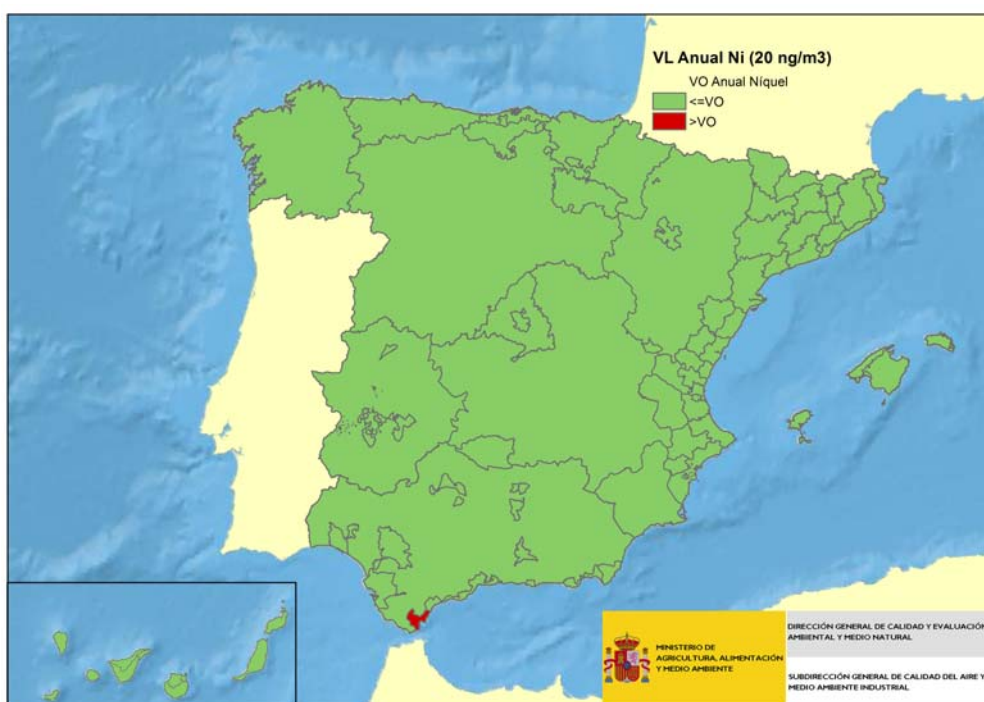 VL Anual Ni (20 ng/m3)
VO Anual Níquel
<=VO
>VO
MINISTERIO DE
AGRICULTURA, ALIMENTACIÓN
Y MEDIO AMBIENTE
DIRECCIÓN GENERAL DE CALIDAD Y EVALUACIÓN
AMBIENTAL Y MEDIO NATURAL
SUBDIRECCIÓN GENERAL DE CALIDAD DEL AIRE Y
MEDIO AMBIENTE INDUSTRIAL